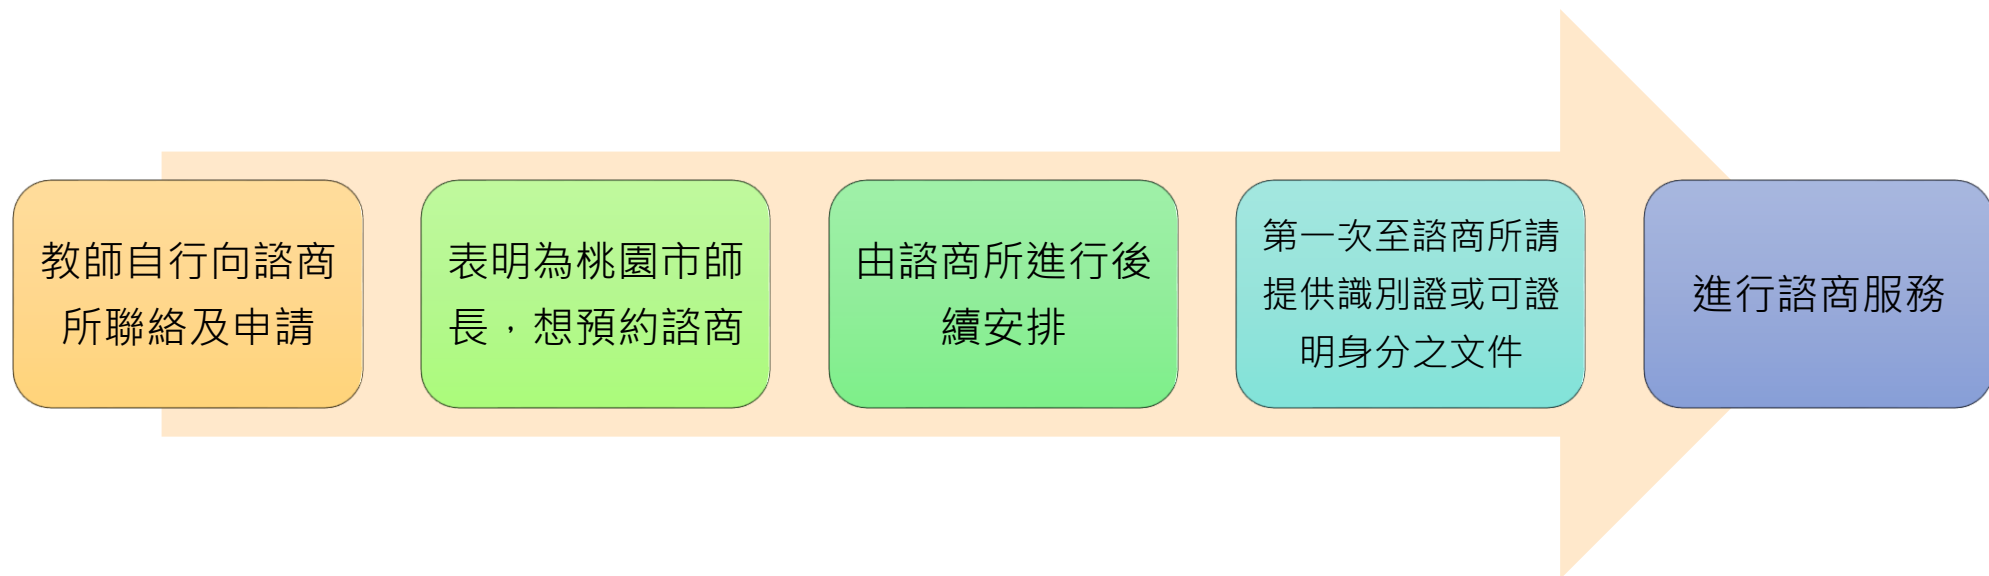 教師自行向諮商
所聯絡及申請
表明為桃園市師
長，想預約諮商
由諮商所進行後
續安排
第一次至諮商所請
提供識別證或可證
明身分之文件
進行諮商服務